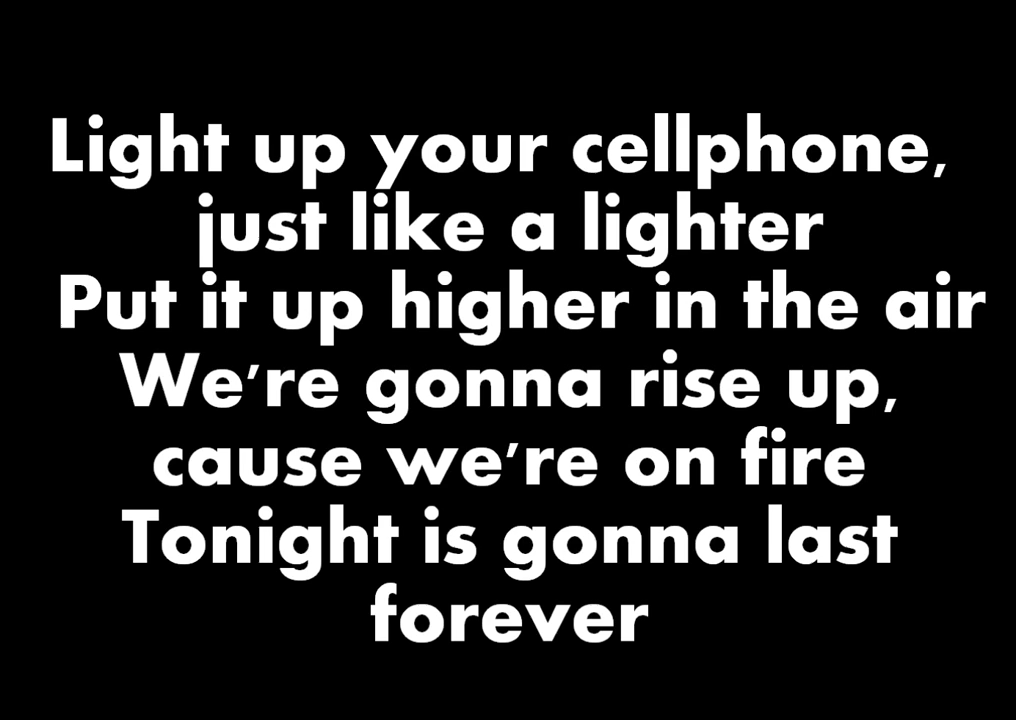 Light up your cellphone,
just like a lighter
Put it up higher in the air
We're gonna rise up,
cause we're on fire
Tonight is gonna last
forever